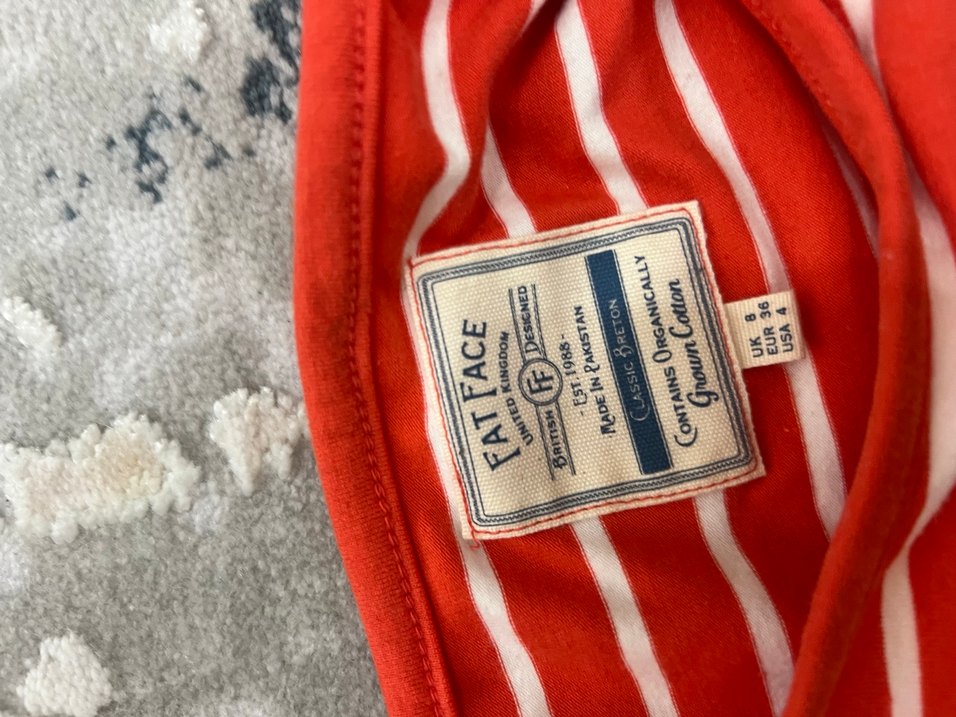 FAT FACE
UNITED KINGDOM
BRITISH FF DESIGNED
- EST 1988 -
MADE IN PAKISTAN
CLASSIC BRETON
CONTAINS ORGANICALLY
Grown Cotton
UK 8
EUR 36
USA 4